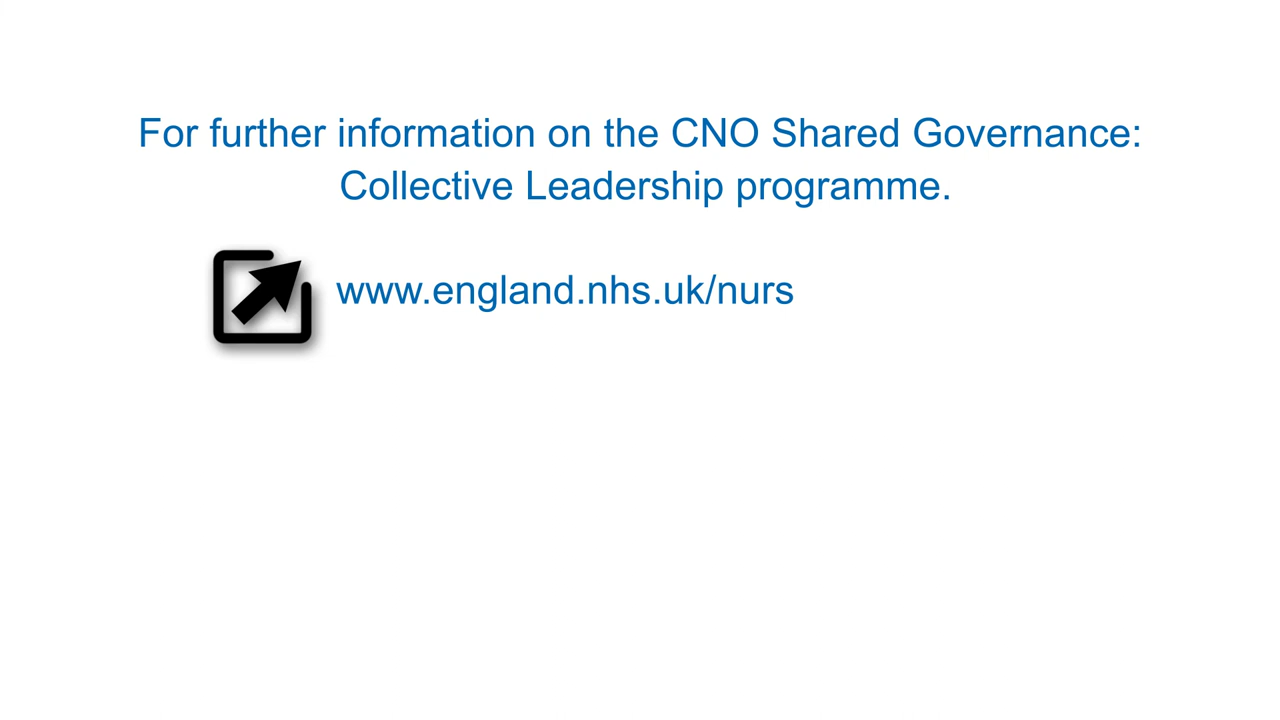 For further information on the CNO Shared Governance:
Collective Leadership programme.
www.england.nhs.uk/nurs